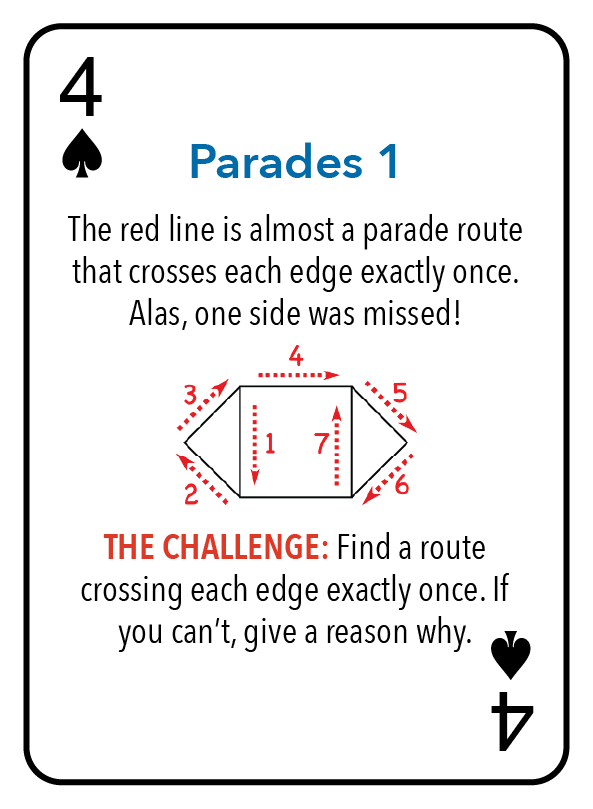 4
Parades 1
The red line is almost a parade route
that crosses each edge exactly once.
Alas, one side was missed!
4
3
5
1
7
2
6
THE CHALLENGE: Find a route
crossing each edge exactly once. If
you can't, give a reason why.
4